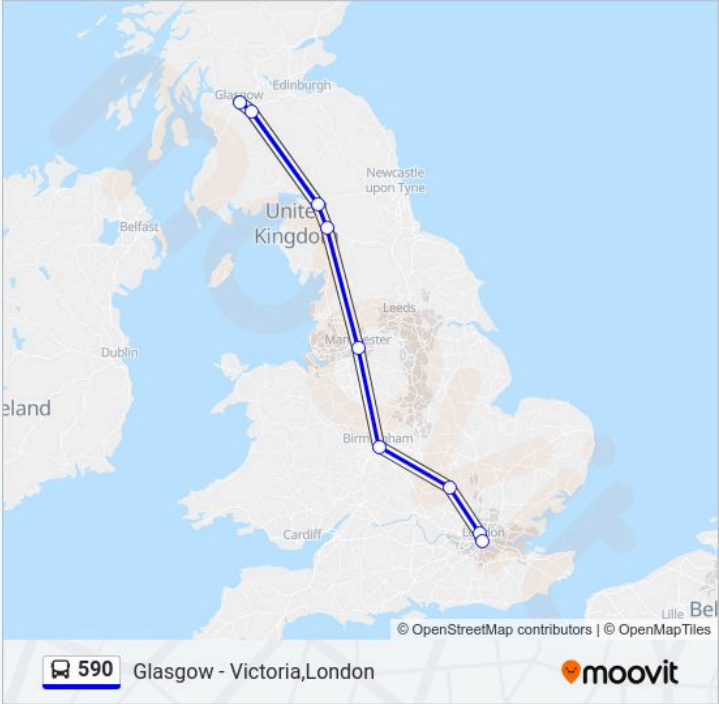 Glasgow
Edinburgh
Newcastle
upon Tyne
United
Kingdom
Belfast
Leeds
Manchester
Dublin
eland
Birmingham
Cardiff
London
Lille
Bel
© OpenStreetMap contributors | © OpenMapTiles
590
Glasgow - Victoria,London
moovit